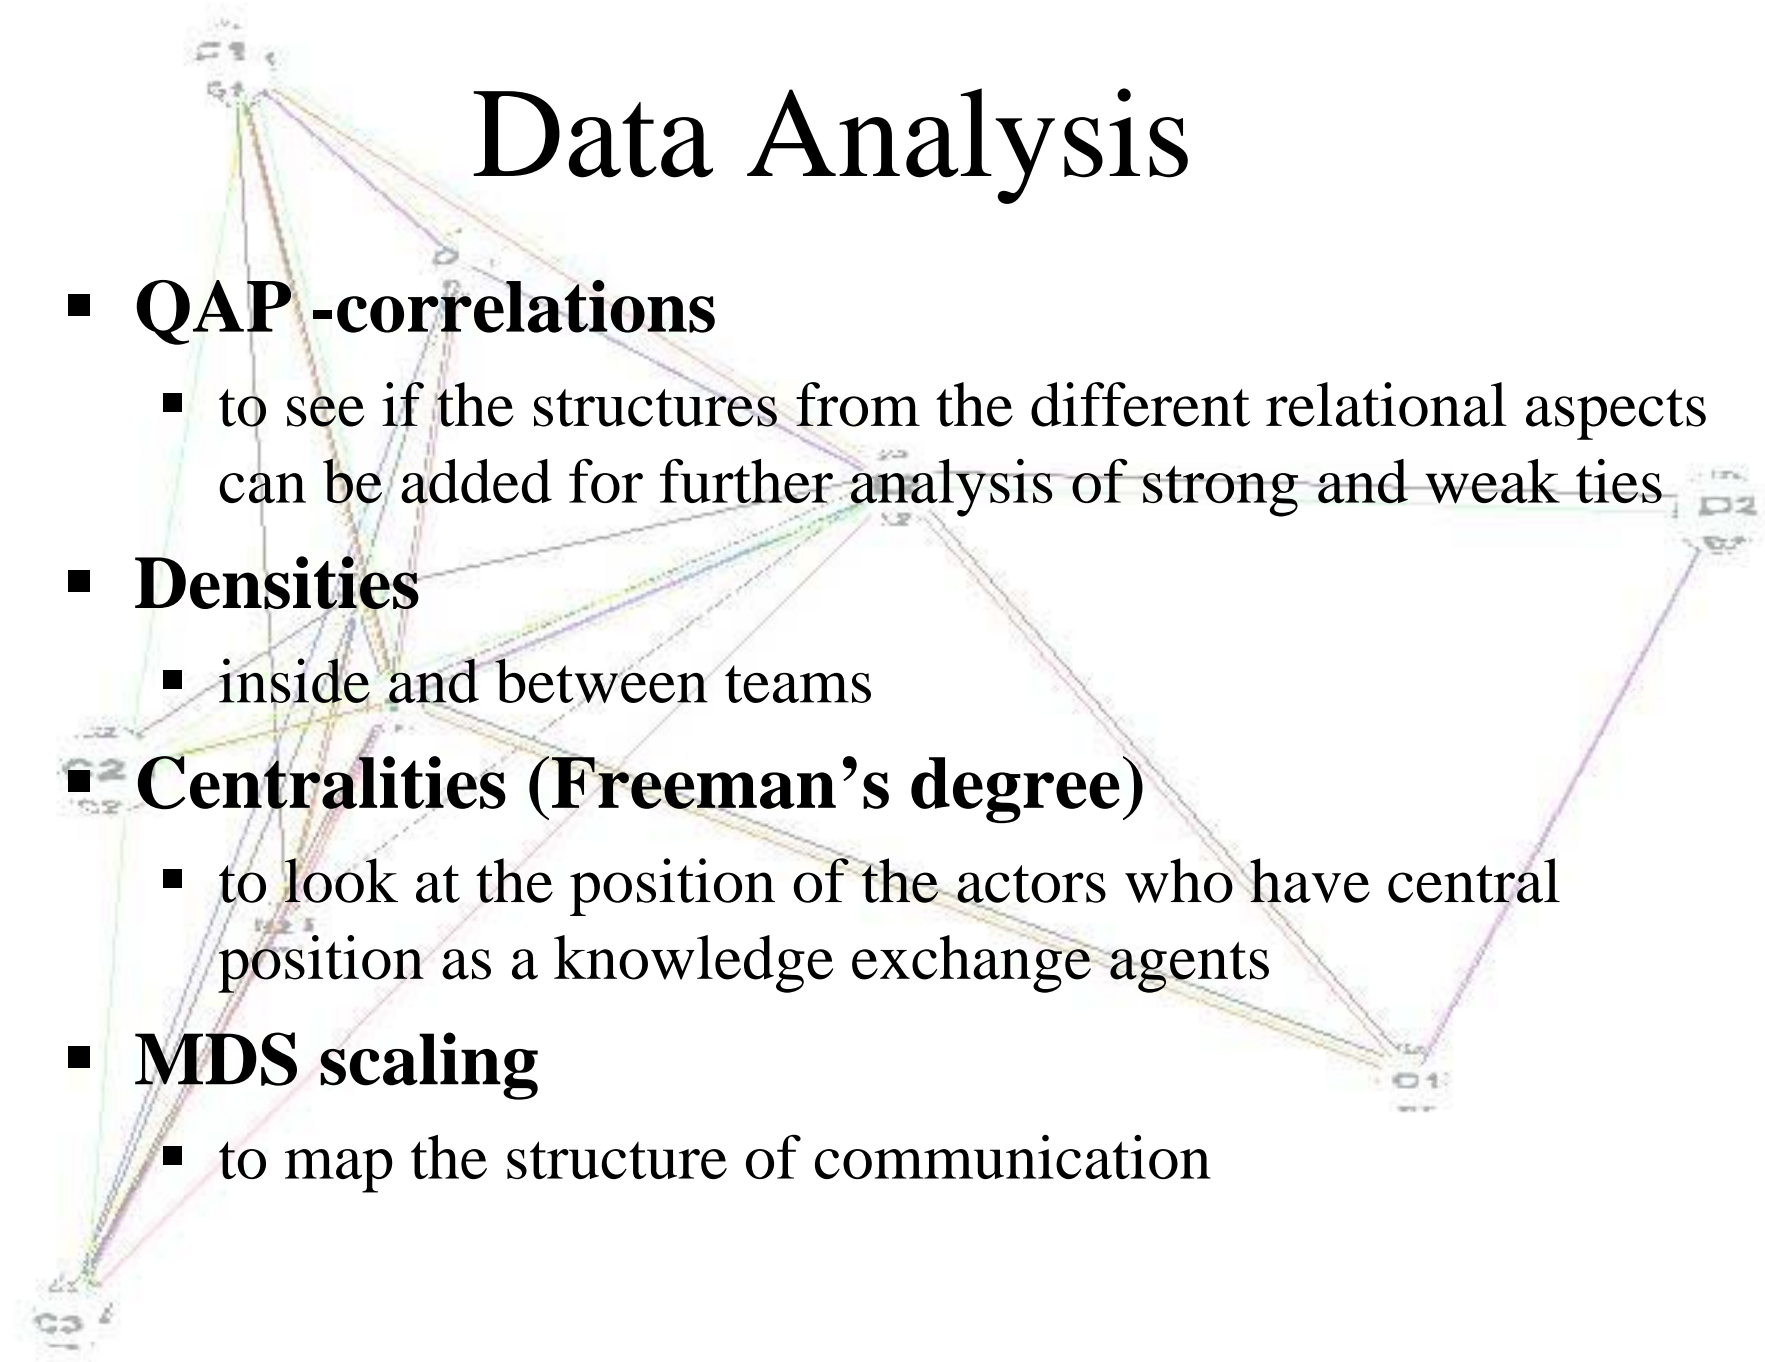 Data Analysis
▪ QAP -correlations
▪ to see if the structures from the different relational aspects
can be added for further analysis of strong and weak ties
▪ Densities
▪ inside and between teams
▪ Centralities (Freeman’s degree)
▪ to look at the position of the actors who have central
position as a knowledge exchange agents
▪ MDS scaling
▪ to map the structure of communication
D2
C2
C3